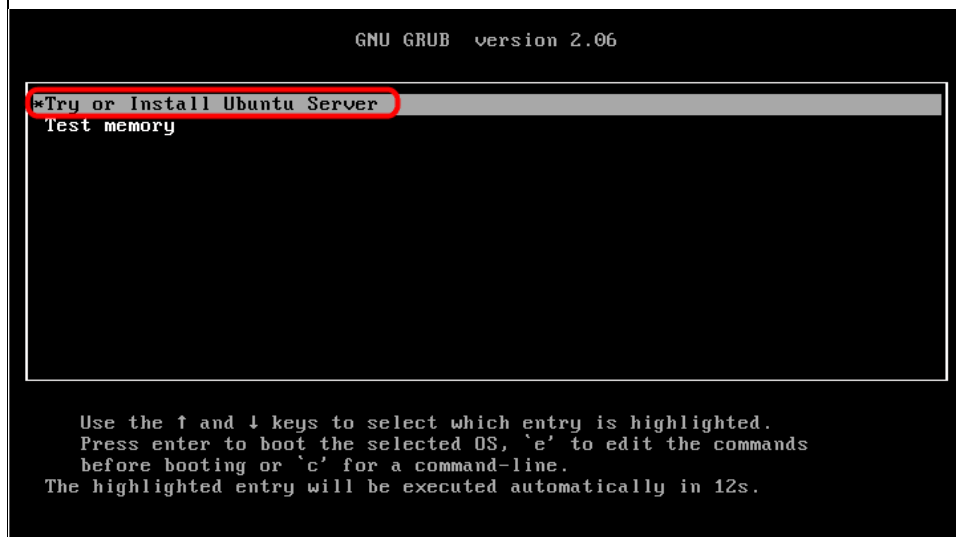 GNU GRUB version 2.06
*Try or Install Ubuntu Server
Test memory
Use the ↑ and ↓ keys to select which entry is highlighted.
Press enter to boot the selected OS, `e' to edit the commands
before booting or `c' for a command-line.
The highlighted entry will be executed automatically in 12s.